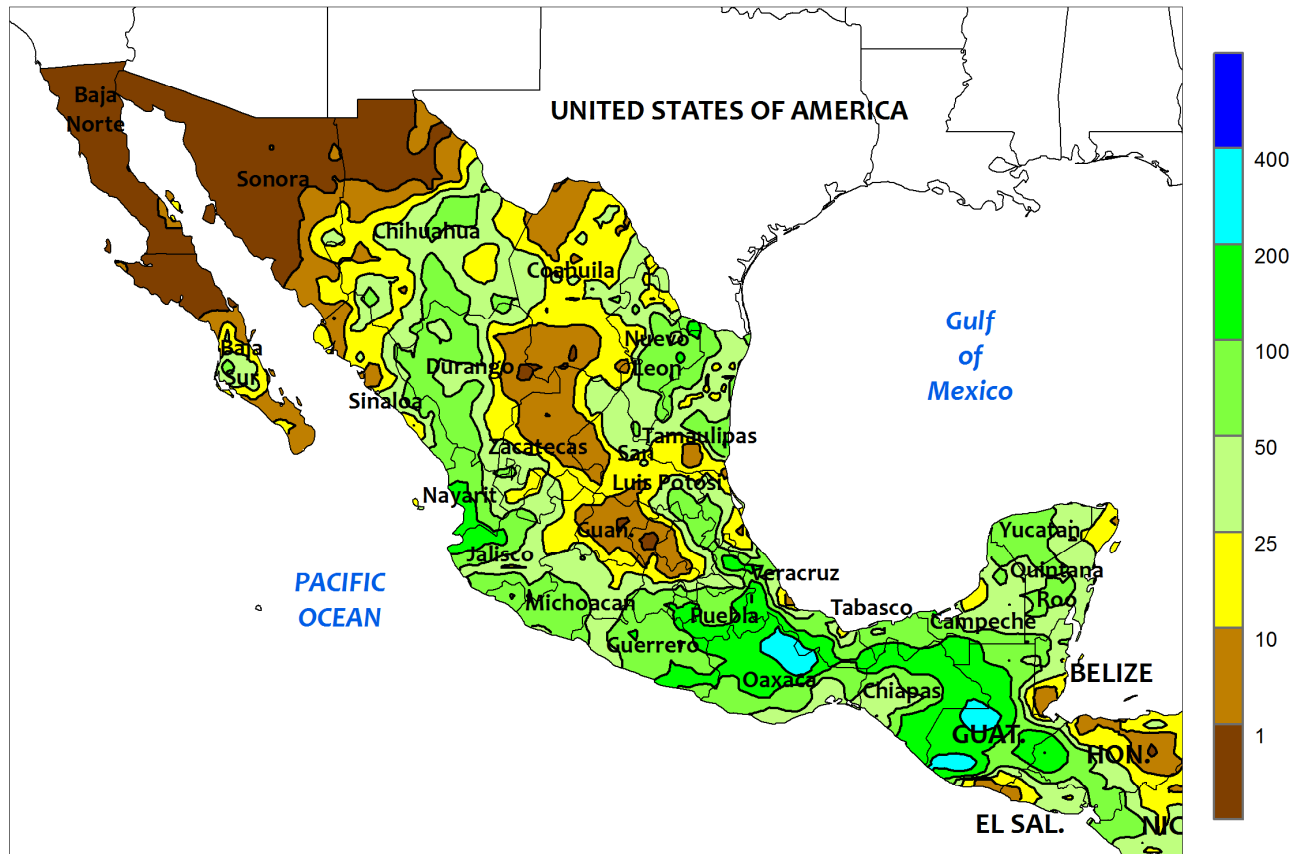 UNITED STATES OF AMERICA
Baja
Norte
Sonora
Chihuahua
Coahuila
Baja
Sur
Sinaloa
Durango
Nuevo
Leon
Zacatecas
San
Luis Potosi
Tamaulipas
Nayarit
Guan.
Jalisco
Michoacan
Guerrero
Puebla
Veracruz
Oaxaca
Tabasco
Chiapas
Campeche
Yucatan
Quintana
Roo
Gulf
of
Mexico
PACIFIC
OCEAN
BELIZE
GUAT.
HON.
EL SAL.
NIC
400
200
100
50
25
10
1